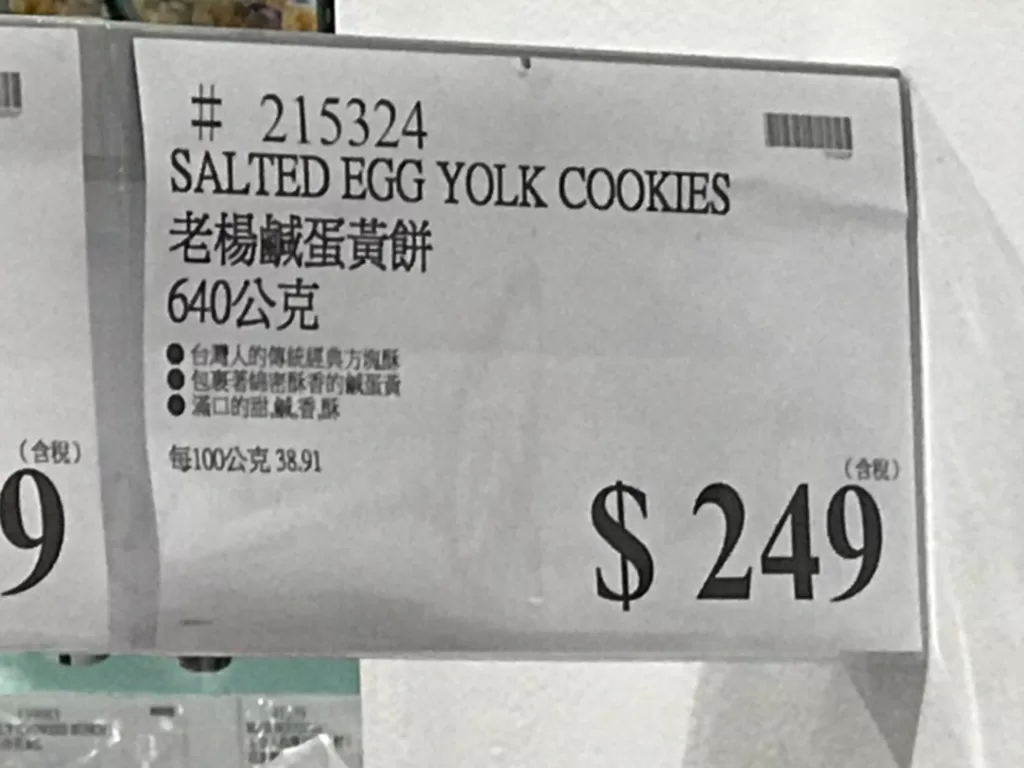 # 215324
SALTED EGG YOLK COOKIES
老楊鹹蛋黃餅
640公克
● 台灣人的傳統經典方塊酥
● 包裹著綿密酥香的鹹蛋黃
● 滿口的甜,鹹,香,酥
每100公克 38.91
(含稅)
$ 249
(含稅)
9